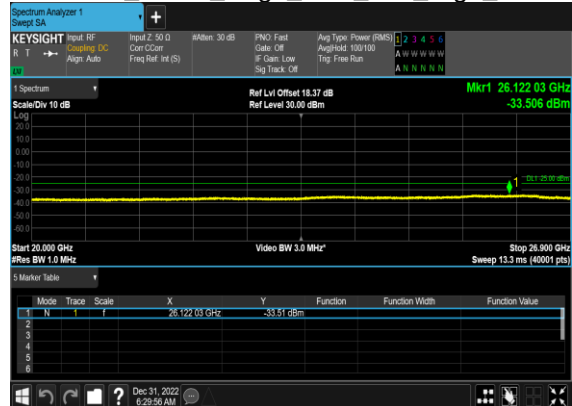 Spectrum Analyzer 1
Swept SA
+
KEYSIGHT Input: RF Input Z: 50 Ω #Atten: 30 dB PNO: Fast Avg Type: Power (RMS) 1 2 3 4 5 6
R T Coupling: DC Corr CCorr Gate: Off Avg|Hold: 100/100 A W W W W W
Align: Auto Freq Ref: Int (S) IF Gain: Low Trig: Free Run
Sig Track: Off A N N N N N
1 Spectrum Ref Lvl Offset 18.37 dB Mkr1 26.122 03 GHz
Scale/Div 10 dB Ref Level 30.00 dBm -33.506 dBm
Log
20.0
10.0
0.00
-10.0
-20.0
1 DL1 -25.00 dBm
-30.0
-40.0
-50.0
-60.0
Start 20.000 GHz Video BW 3.0 MHz* Stop 26.900 GHz
#Res BW 1.0 MHz Sweep 13.3 ms (40001 pts)
5 Marker Table
Mode Trace Scale X Y Function Function Width Function Value
1 N 1 f 26.122 03 GHz -33.51 dBm
2
3
4
5
6
? Dec 31, 2022
6:29:56 AM